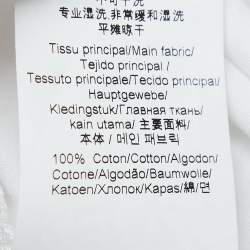 专业湿洗,非常缓和湿洗
平摊晾干
Tissu principal/Main fabric/
Tejido principal /
Tessuto principale/Tecido principal/
Hauptgewebe/
Kledingstuk/Главная ткань/
kain utama/ 主要面料/
本体 / 메인 패브릭
100% Coton/Cotton/Algodon/
Cotone/Algodão/Baumwolle/
Katoen/Хлопок/Kapas/綿/면